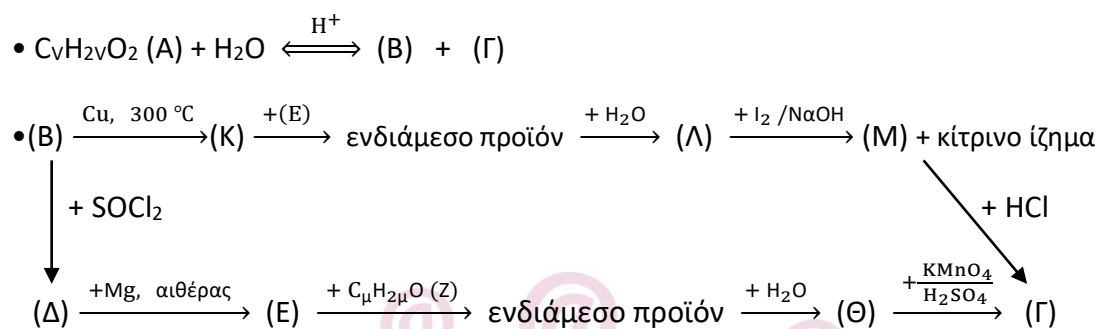 • CνH2νO2 (A) + H2O ⟺ (B) + (Γ)
H+
•(B) Cu, 300 °C (K) +(E) ενδιάμεσο προϊόν + H2O (Λ) + I2 /NαOH (M) + κίτρινο ίζημα
+ SOCl2 + HCl
(Δ) +Mg, αιθέρας (E) + CμH2μO (Z) ενδιάμεσο προϊόν + H2O (Θ) + KMnO4/H2SO4 (Γ)